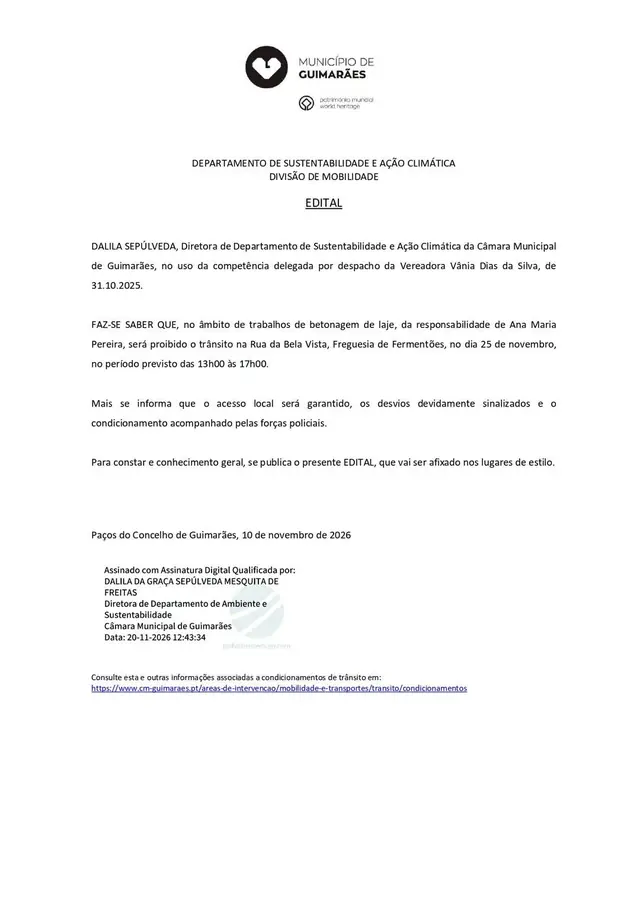 MUNICÍPIO DE
GUIMARÃES
património mundial
world heritage
DEPARTAMENTO DE SUSTENTABILIDADE E AÇÃO CLIMÁTICA
DIVISÃO DE MOBILIDADE
EDITAL
DALILA SEPÚLVEDA, Diretora de Departamento de Sustentabilidade e Ação Climática da Câmara Municipal
de Guimarães, no uso da competência delegada por despacho da Vereadora Vânia Dias da Silva, de
31.10.2025.
FAZ-SE SABER QUE, no âmbito de trabalhos de betonagem de laje, da responsabilidade de Ana Maria
Pereira, será proibido o trânsito na Rua da Bela Vista, Freguesia de Fermentões, no dia 25 de novembro,
no período previsto das 13h00 às 17h00.
Mais se informa que o acesso local será garantido, os desvios devidamente sinalizados e o
condicionamento acompanhado pelas forças policiais.
Para constar e conhecimento geral, se publica o presente EDITAL, que vai ser afixado nos lugares de estilo.
Paços do Concelho de Guimarães, 10 de novembro de 2026
Assinado com Assinatura Digital Qualificada por:
DALILA DA GRAÇA SEPÚLVEDA MESQUITA DE
FREITAS
Diretora de Departamento de Ambiente e
Sustentabilidade
Câmara Municipal de Guimarães
Data: 20-11-2026 12:43:34
Consulte esta e outras informações associadas a condicionamentos de trânsito em:
https://www.cm-guimaraes.pt/areas-de-intervencao/mobilidade-e-transportes/transito/condicionamentos